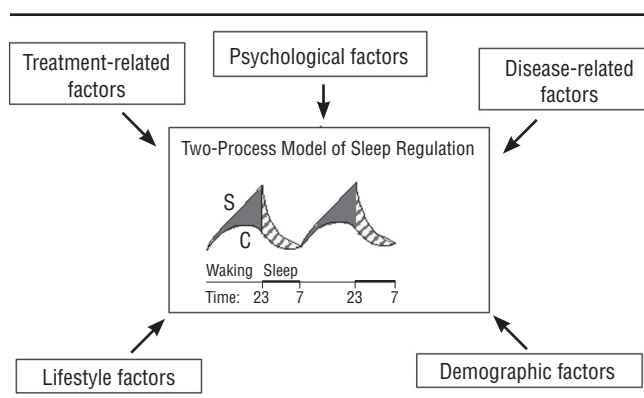 Treatment-related
factors
Psychological factors
Disease-related
factors
Two-Process Model of Sleep Regulation
S
C
Waking Sleep
Time: 23 7 23 7
Lifestyle factors
Demographic factors